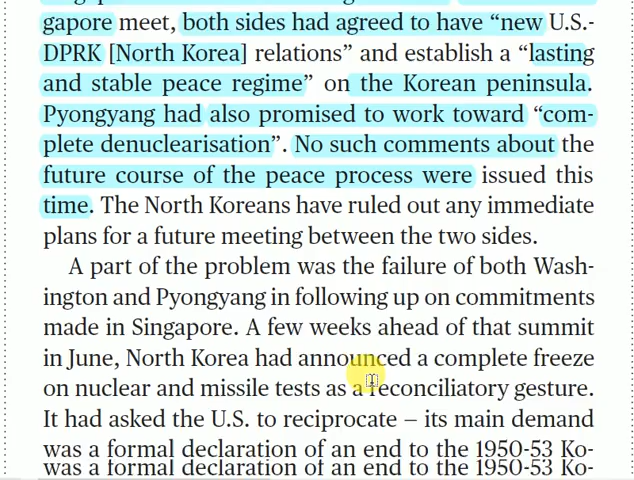 gapore meet, both sides had agreed to have “new U.S.-
DPRK [North Korea] relations” and establish a “lasting
and stable peace regime” on the Korean peninsula.
Pyongyang had also promised to work toward “com-
plete denuclearisation”. No such comments about the
future course of the peace process were issued this
time. The North Koreans have ruled out any immediate
plans for a future meeting between the two sides.
A part of the problem was the failure of both Wash-
ington and Pyongyang in following up on commitments
made in Singapore. A few weeks ahead of that summit
in June, North Korea had announced a complete freeze
on nuclear and missile tests as a reconciliatory gesture.
It had asked the U.S. to reciprocate – its main demand
was a formal declaration of an end to the 1950-53 Ko-
was a formal declaration of an end to the 1950-53 Ko-